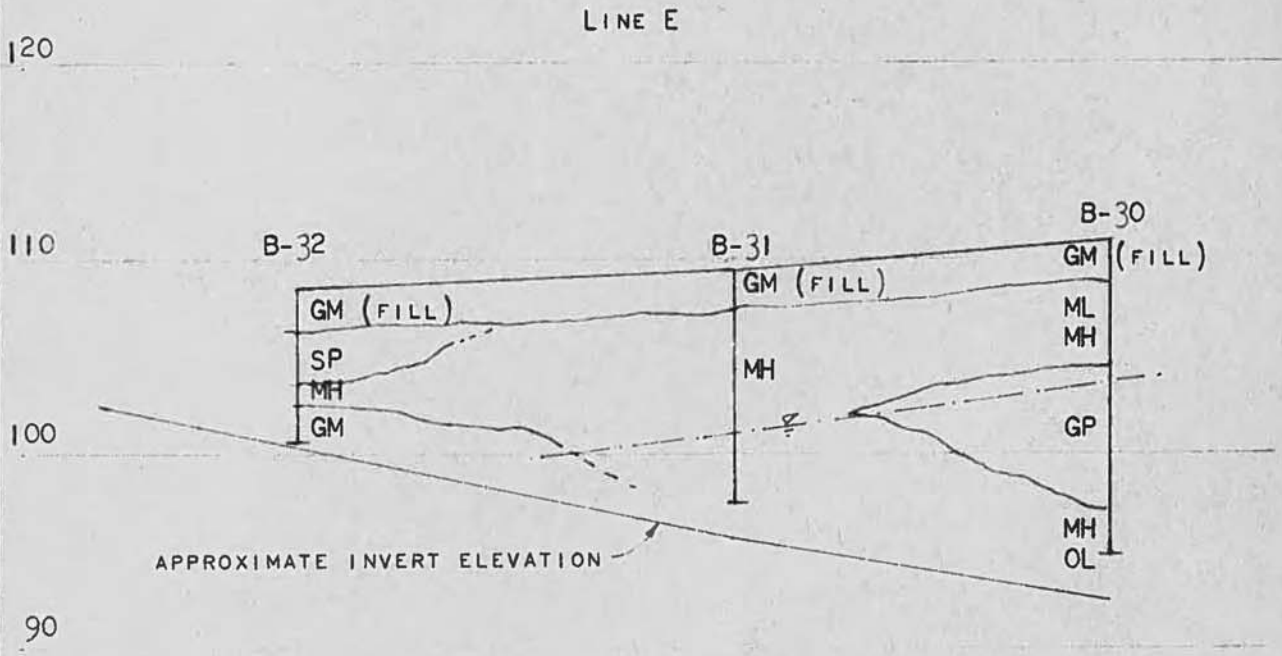 LINE E
120
110
B-32
B-31
B-30
GM (FILL)
GM (FILL)
GM (FILL)
SP
MH
GM
MH
ML
MH
GP
MH
OL
100
APPROXIMATE INVERT ELEVATION
90